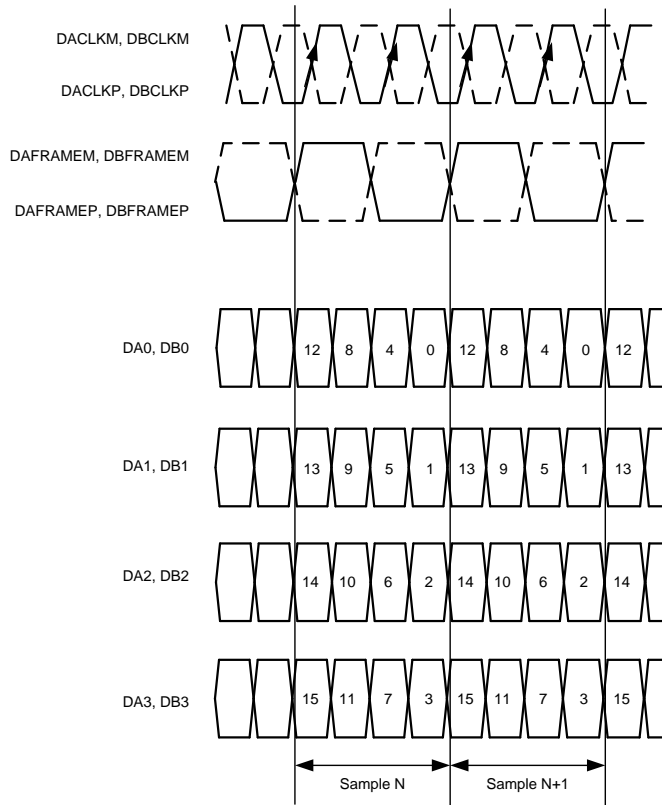 DACLKM, DBCLKM
DACLKP, DBCLKP
DAFRAMEM, DBFRAMEM
DAFRAMEP, DBFRAMEP
DA0, DB0 12 8 4 0 12 8 4 0 12
DA1, DB1 13 9 5 1 13 9 5 1 13
DA2, DB2 14 10 6 2 14 10 6 2 14
DA3, DB3 15 11 7 3 15 11 7 3 15
Sample N Sample N+1